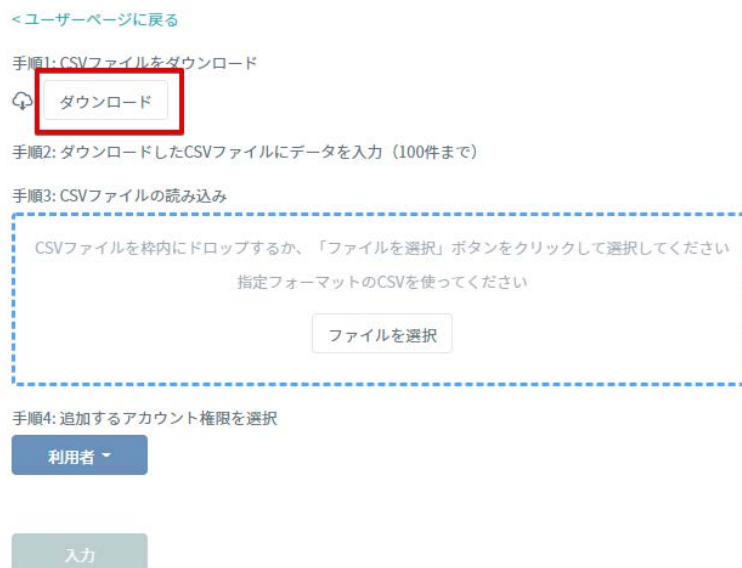 <ユーザーページに戻る
手順1: CSVファイルをダウンロード
ダウンロード
手順2: ダウンロードしたCSVファイルにデータを入力（100件まで）
手順3: CSVファイルの読み込み
CSVファイルを枠内にドロップするか、「ファイルを選択」ボタンをクリックして選択してください
指定フォーマットのCSVを使ってください
ファイルを選択
手順4: 追加するアカウント権限を選択
利用者
入力